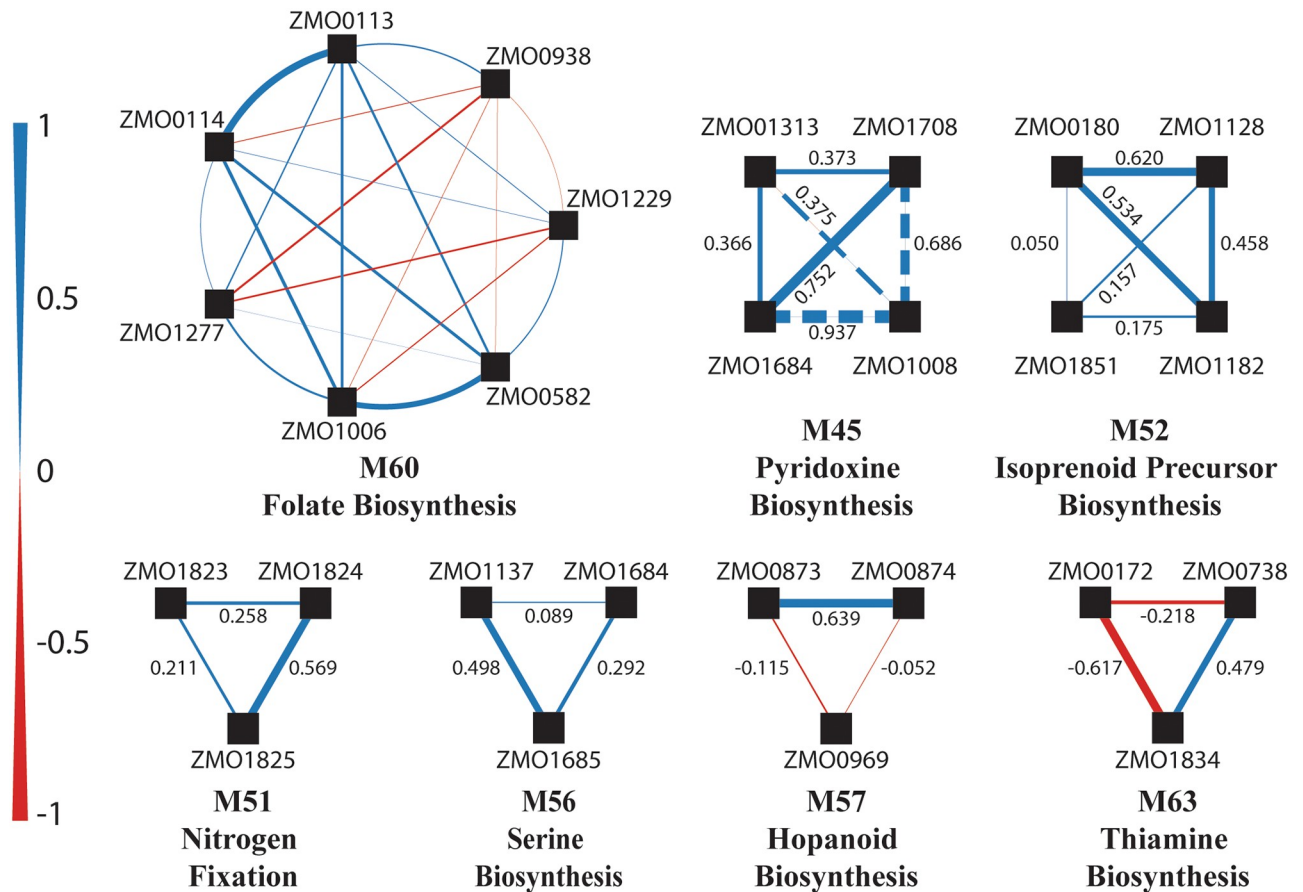 1
0.5
0
-0.5
-1
ZMO0113
ZMO0938
ZMO0114
ZMO1229
ZMO1277
ZMO0582
ZMO1006
M60
Folate Biosynthesis
ZMO01313 ZMO1708
0.373
0.375
0.366
0.686
0.752
0.937
ZMO1684 ZMO1008
M45
Pyridoxine
Biosynthesis
ZMO0180 ZMO1128
0.620
0.534
0.050
0.458
0.157
0.175
ZMO1851 ZMO1182
M52
Isoprenoid Precursor
Biosynthesis
ZMO1823 ZMO1824
0.258
0.211 0.569
ZMO1825
M51
Nitrogen
Fixation
ZMO1137 ZMO1684
0.089
0.498 0.292
ZMO1685
M56
Serine
Biosynthesis
ZMO0873 ZMO0874
0.639
-0.115 -0.052
ZMO0969
M57
Hopanoid
Biosynthesis
ZMO0172 ZMO0738
-0.218
-0.617 0.479
ZMO1834
M63
Thiamine
Biosynthesis